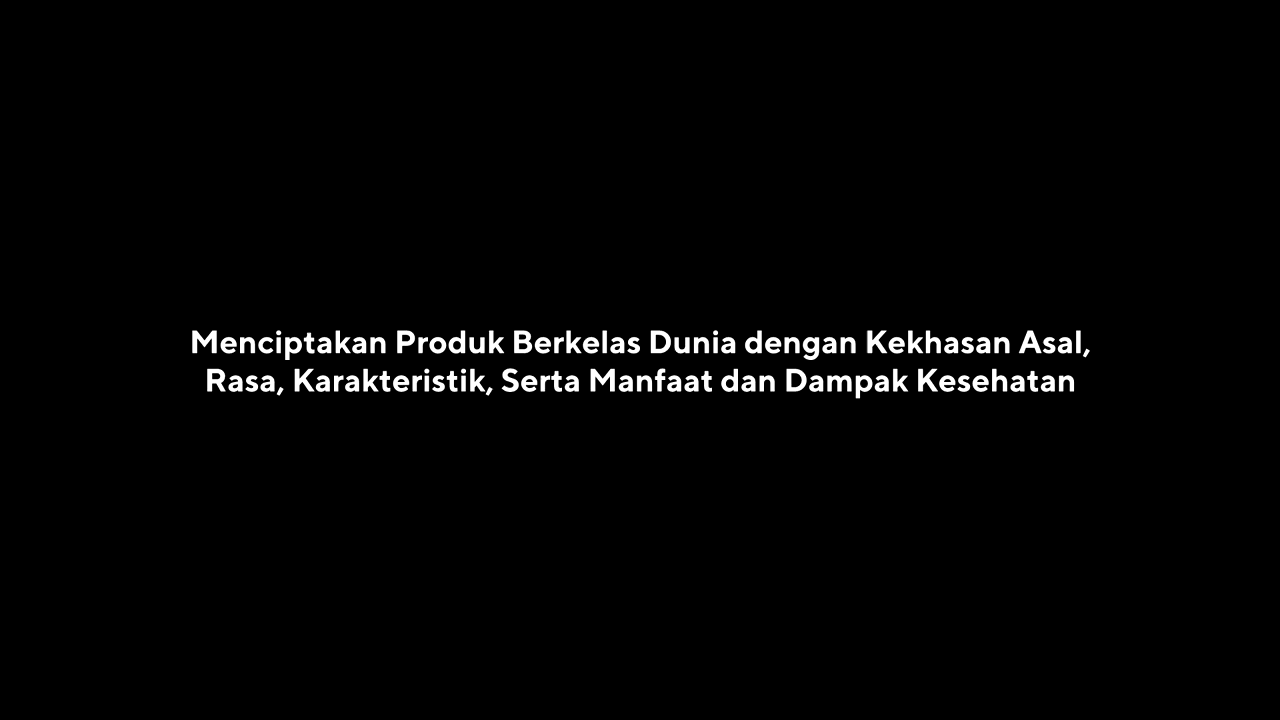 Menciptakan Produk Berkelas Dunia dengan Kekhasan Asal,
Rasa, Karakteristik, Serta Manfaat dan Dampak Kesehatan